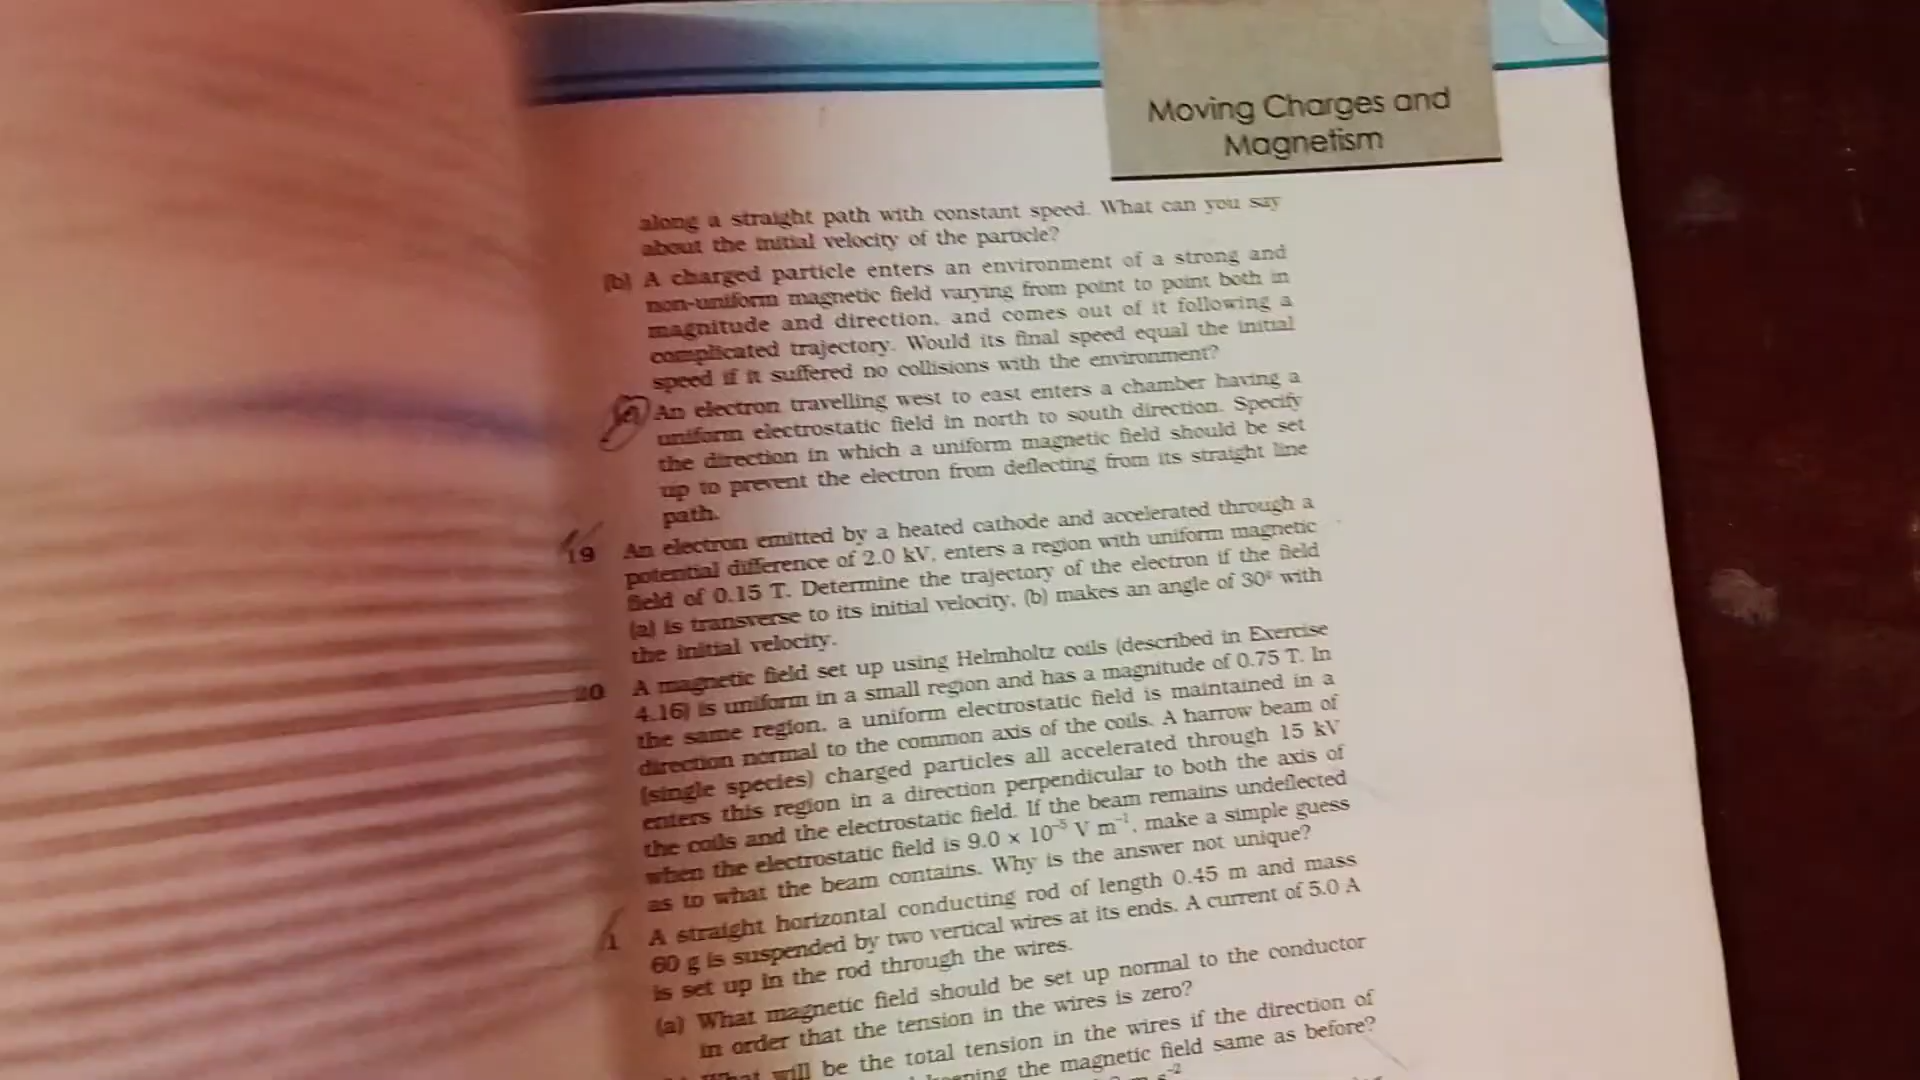 Moving Charges and
Magnetism
along a straight path with constant speed. What can you say
about the initial velocity of the particle?
(b) A charged particle enters an environment of a strong and
non-uniform magnetic field varying from point to point both in
magnitude and direction, and comes out of it following a
complicated trajectory. Would its final speed equal the initial
speed if it suffered no collisions with the environment?
An electron travelling west to east enters a chamber having a
uniform electrostatic field in north to south direction. Specify
the direction in which a uniform magnetic field should be set
up to prevent the electron from deflecting from its straight line
path.
19 An electron emitted by a heated cathode and accelerated through a
potential difference of 2.0 kV, enters a region with uniform magnetic
field of 0.15 T. Determine the trajectory of the electron if the field
(a) is transverse to its initial velocity, (b) makes an angle of 30° with
the initial velocity.
20 A magnetic field set up using Helmholtz coils (described in Exercise
4.16) is uniform in a small region and has a magnitude of 0.75 T. In
the same region, a uniform electrostatic field is maintained in a
direction normal to the common axis of the coils. A narrow beam of
(single species) charged particles all accelerated through 15 kV
enters this region in a direction perpendicular to both the axis of
the coils and the electrostatic field. If the beam remains undeflected
when the electrostatic field is 9.0 × 10⁻⁵ V m⁻¹, make a simple guess
as to what the beam contains. Why is the answer not unique?
1 A straight horizontal conducting rod of length 0.45 m and mass
60 g is suspended by two vertical wires at its ends. A current of 5.0 A
is set up in the rod through the wires.
(a) What magnetic field should be set up normal to the conductor
in order that the tension in the wires is zero?
What will be the total tension in the wires if the direction of
the magnetic field same as before?